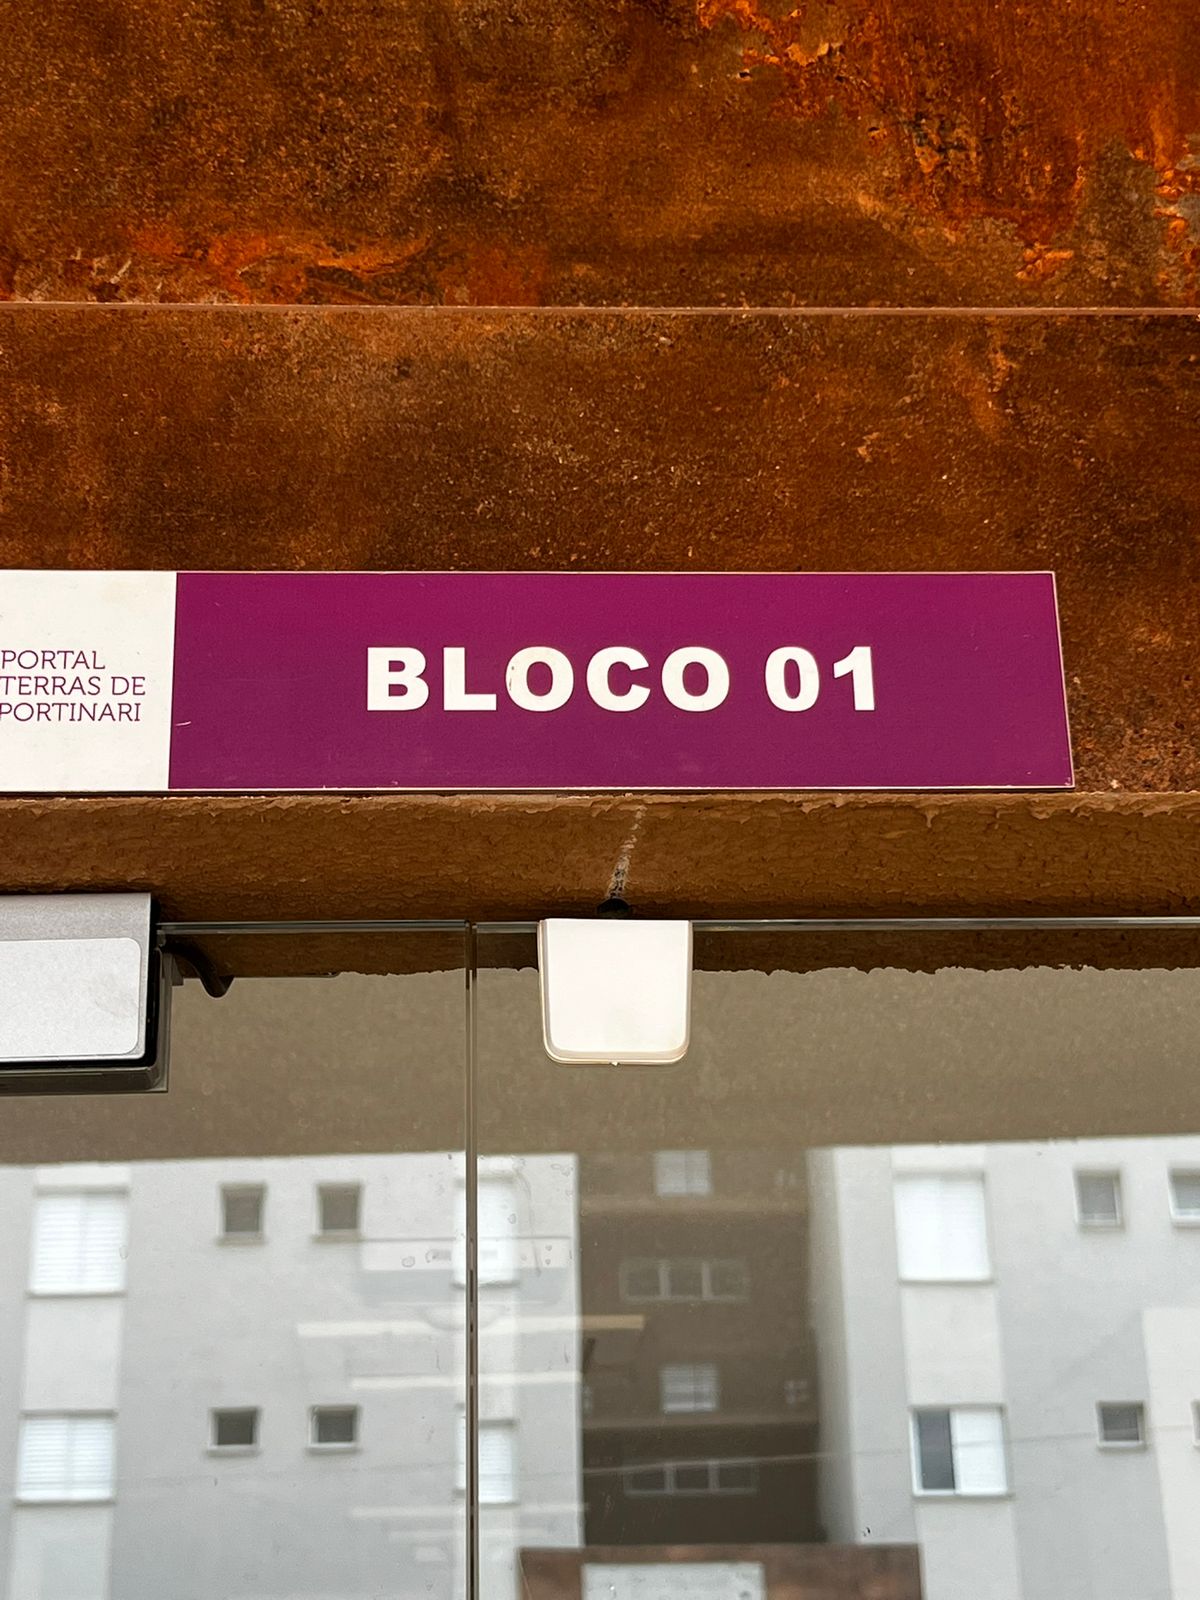 PORTAL
TERRAS DE
PORTINARI
BLOCO 01